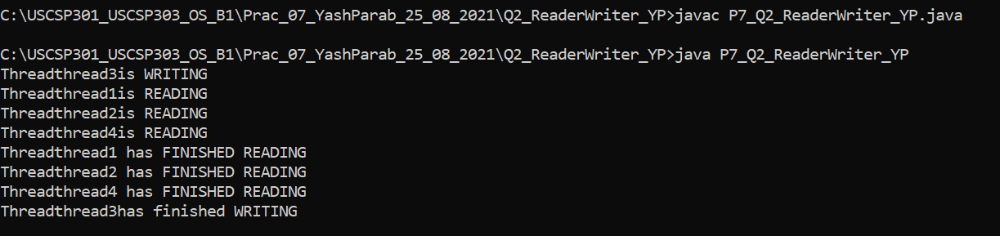 C:\USCSP301_USCSP303_OS_B1\Prac_07_YashParab_25_08_2021\Q2_ReaderWriter_YP>javac P7_Q2_ReaderWriter_YP.java
C:\USCSP301_USCSP303_OS_B1\Prac_07_YashParab_25_08_2021\Q2_ReaderWriter_YP>java P7_Q2_ReaderWriter_YP
Threadthread3is WRITING
Threadthread1is READING
Threadthread2is READING
Threadthread4is READING
Threadthread1 has FINISHED READING
Threadthread2 has FINISHED READING
Threadthread4 has FINISHED READING
Threadthread3has finished WRITING